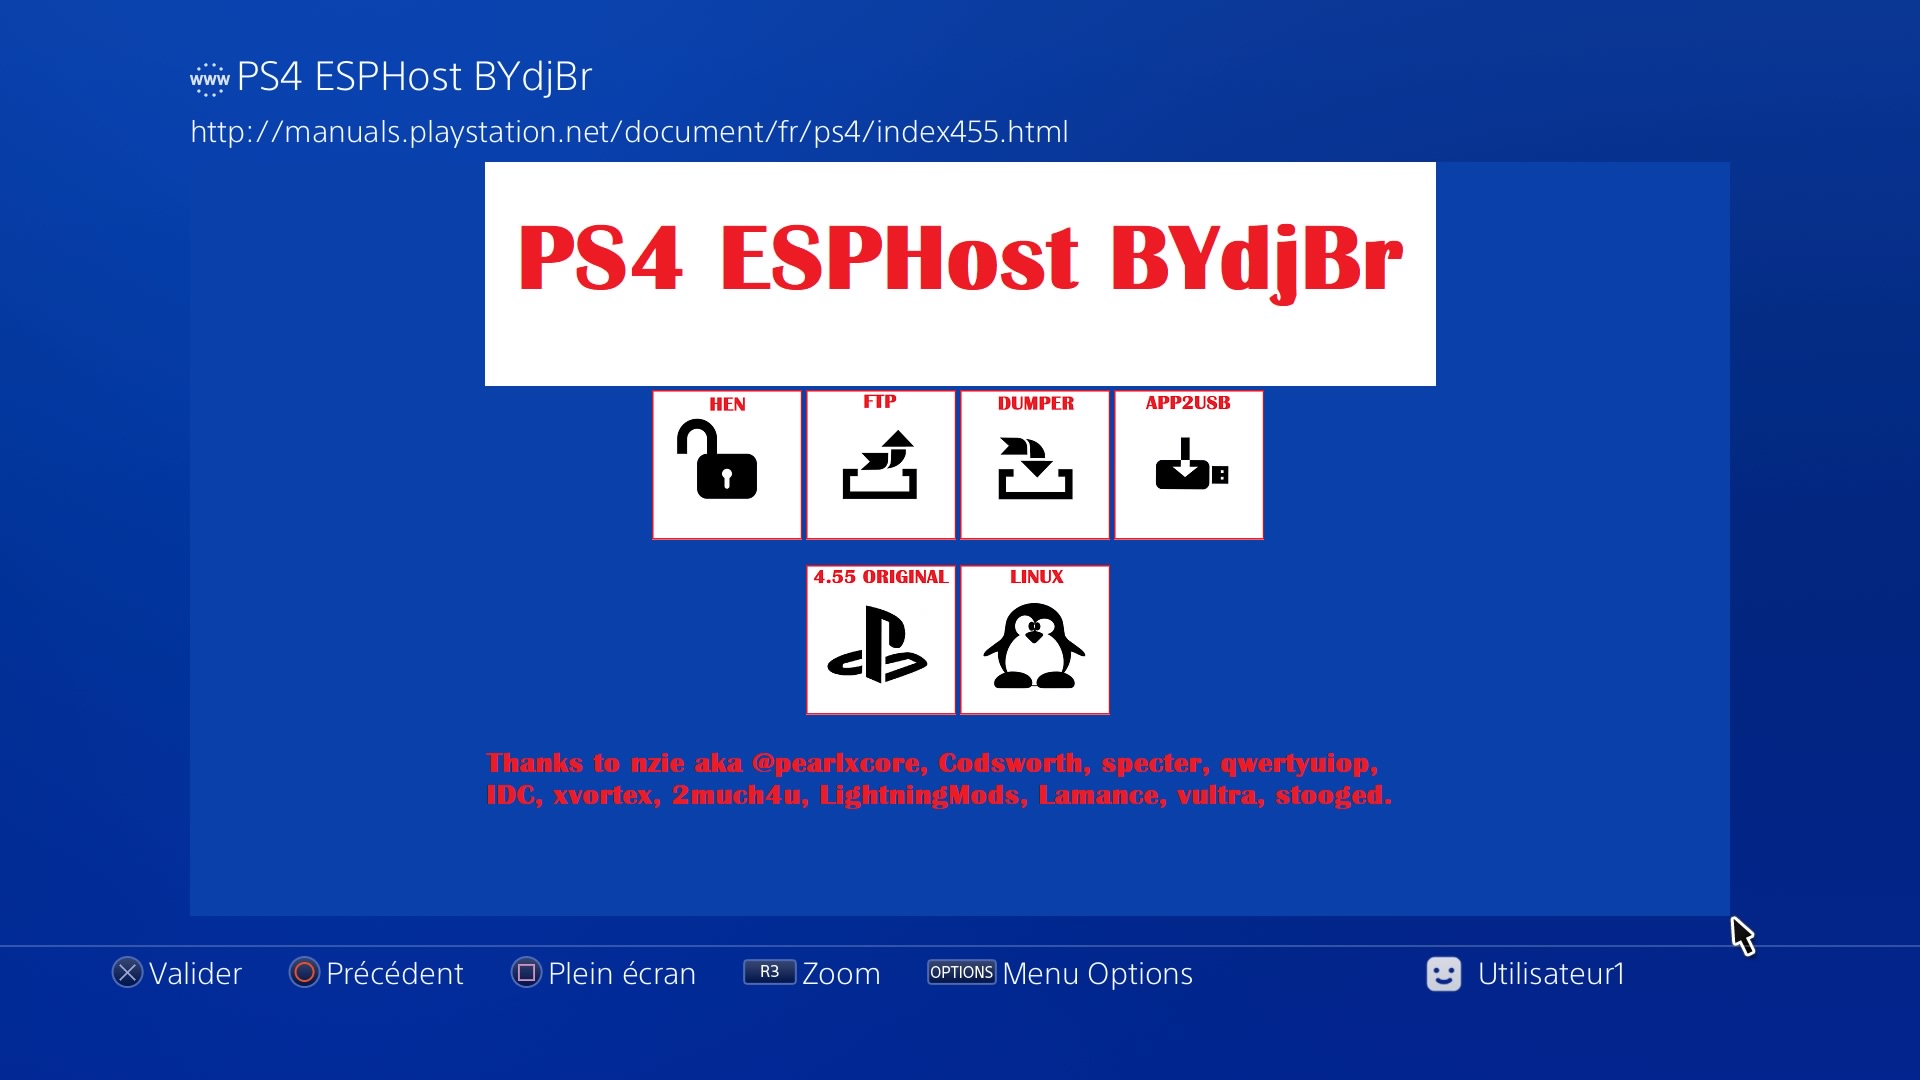 www PS4 ESPHost BYdjBr
http://manuals.playstation.net/document/fr/ps4/index455.html
PS4 ESPHost BYdjBr
HEN FTP DUMPER APP2USB
4.55 ORIGINAL LINUX
Thanks to nzie aka @pearlxcore, Codsworth, specter, qwertyuiop,
IDC, xvortex, 2much4u, LightningMods, Lamance, vultra, stooged.
Valider Précédent Plein écran R3 Zoom OPTIONS Menu Options Utilisateur1